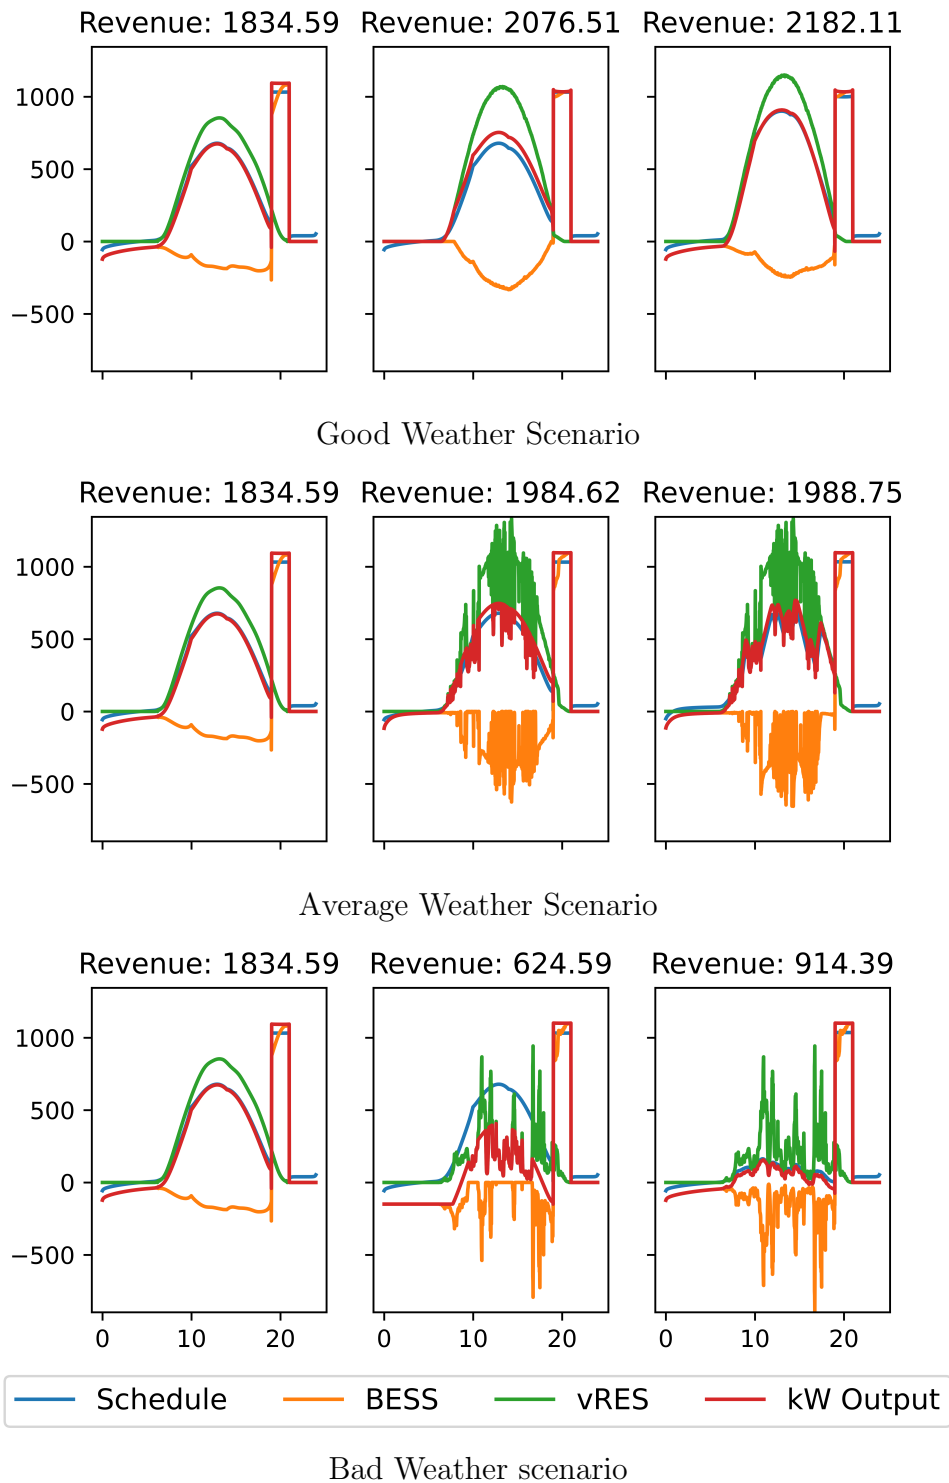 Revenue: 1834.59 Revenue: 2076.51 Revenue: 2182.11
1000
500
0
−500
Good Weather Scenario
Revenue: 1834.59 Revenue: 1984.62 Revenue: 1988.75
1000
500
0
−500
Average Weather Scenario
Revenue: 1834.59 Revenue: 624.59 Revenue: 914.39
1000
500
0
−500
0 10 20 0 10 20 0 10 20
Schedule BESS vRES kW Output
Bad Weather scenario